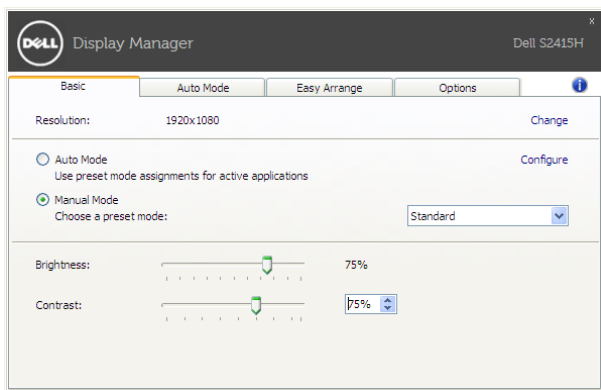 DELL Display Manager Dell S2415H x
Basic Auto Mode Easy Arrange Options i
Resolution: 1920x1080 Change
Auto Mode Configure
Use preset mode assignments for active applications
Manual Mode
Choose a preset mode: Standard
Brightness: 75%
Contrast: 75%